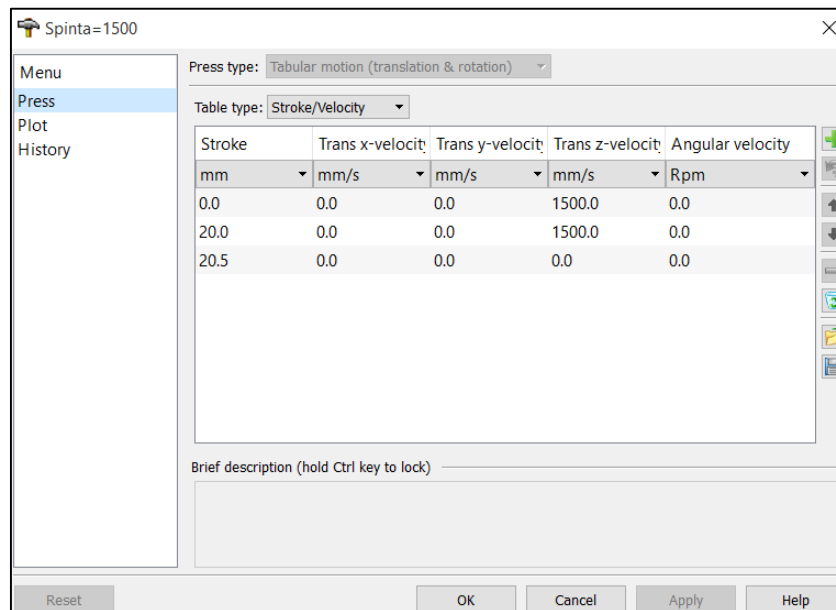 Spinta=1500
Menu
Press
Plot
History
Press type: Tabular motion (translation & rotation)
Table type: Stroke/Velocity
Stroke Trans x-velocit Trans y-velocit Trans z-velocit Angular velocity
mm mm/s mm/s mm/s Rpm
0.0 0.0 0.0 1500.0 0.0
20.0 0.0 0.0 1500.0 0.0
20.5 0.0 0.0 0.0 0.0
Brief description (hold Ctrl key to lock)
Reset OK Cancel Apply Help